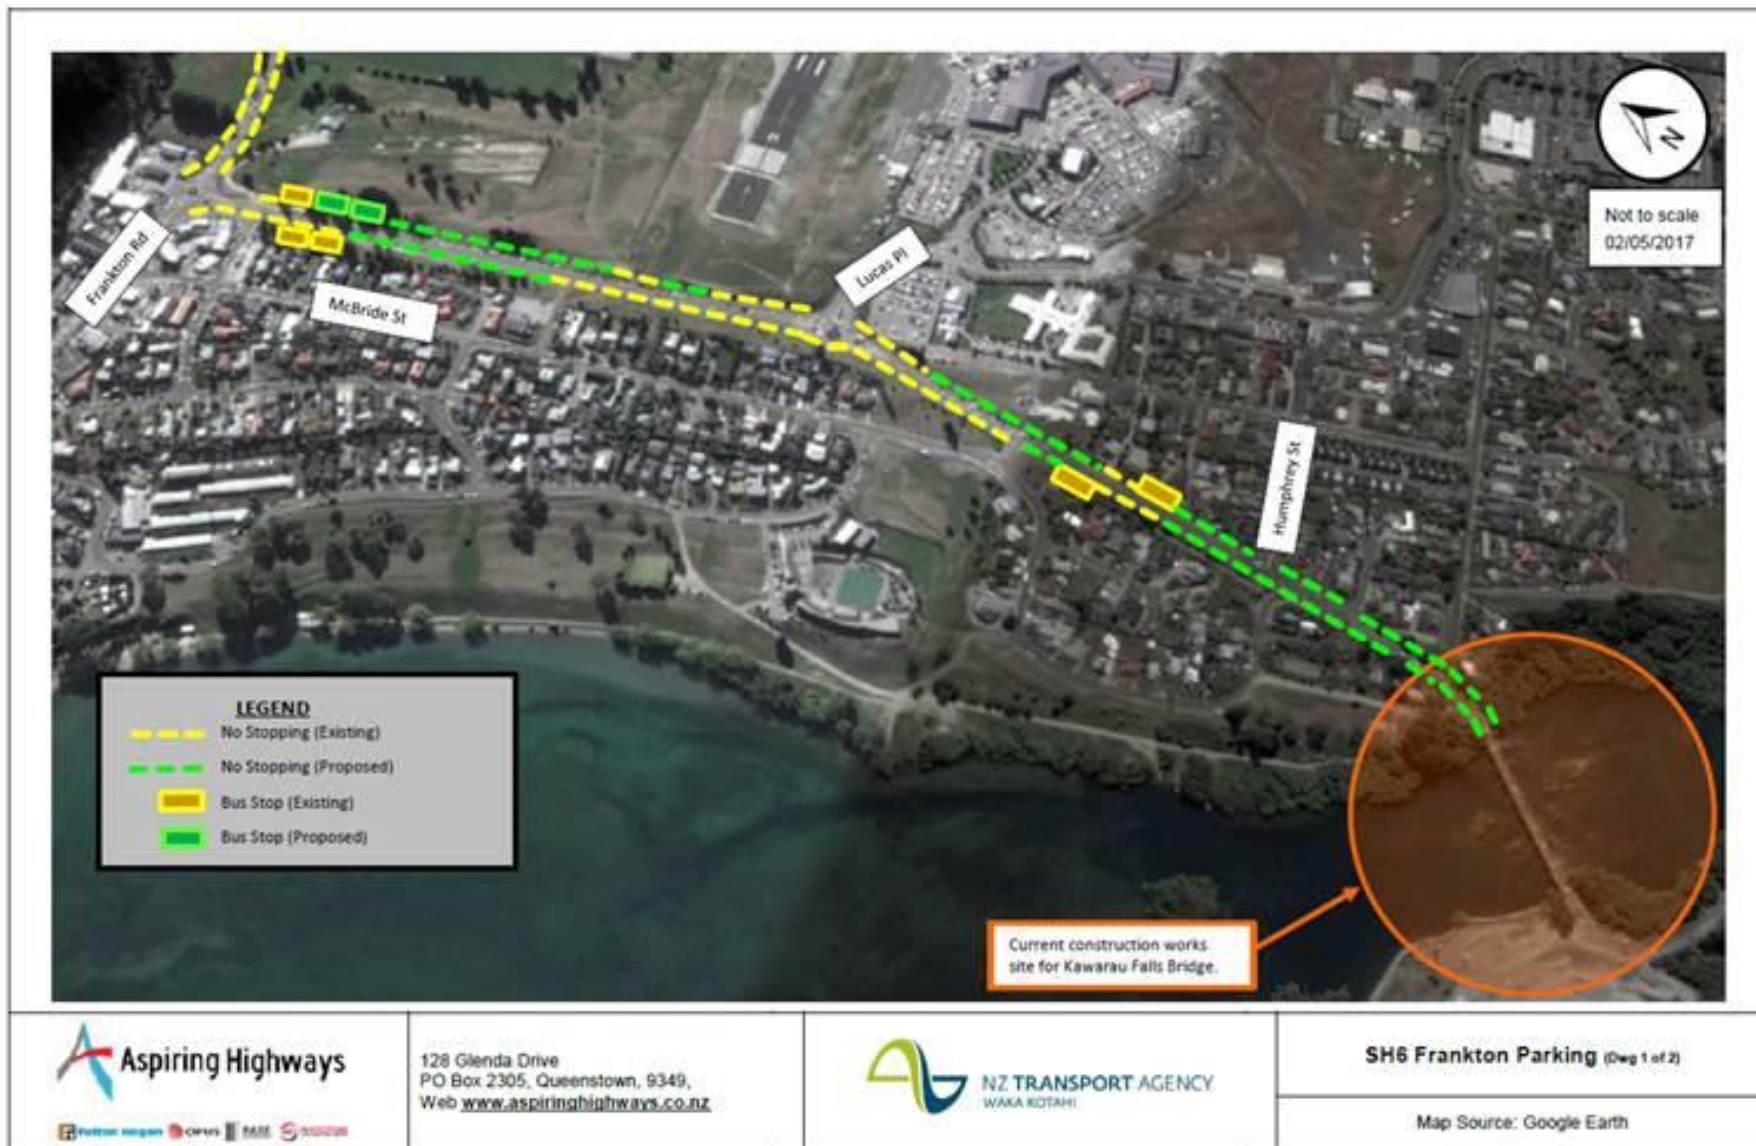 N
Not to scale
02/05/2017
Frankton Rd
McBride St
Lucas Pl
Humphrey St
LEGEND
No Stopping (Existing)
No Stopping (Proposed)
Bus Stop (Existing)
Bus Stop (Proposed)
Current construction works
site for Kawarau Falls Bridge.
Aspiring Highways
Fulton Hogan OPUS
128 Glenda Drive
PO Box 2305, Queenstown, 9349,
Web www.aspiringhighways.co.nz
NZ TRANSPORT AGENCY
WAKA KOTAHI
SH6 Frankton Parking (Dwg 1 of 2)
Map Source: Google Earth